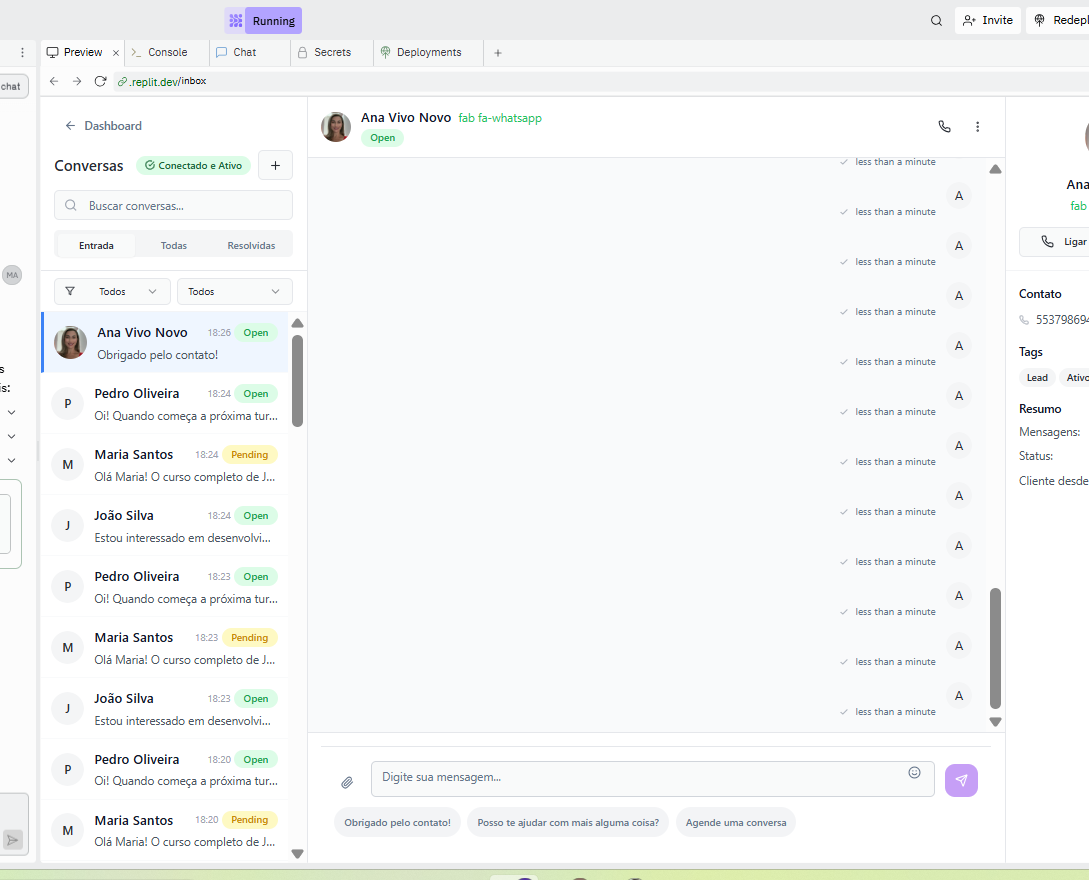 Running
Invite
Redepl
Preview
Console
Chat
Secrets
Deployments
chat
.replit.dev/inbox
Dashboard
Conversas
Conectado e Ativo
Buscar conversas...
Entrada
Todas
Resolvidas
Todos
Todos
Ana Vivo Novo
18:26
Open
Obrigado pelo contato!
P
Pedro Oliveira
18:24
Open
Oi! Quando começa a próxima tur...
M
Maria Santos
18:24
Pending
Olá Maria! O curso completo de J...
J
João Silva
18:24
Open
Estou interessado em desenvolvi...
P
Pedro Oliveira
18:23
Open
Oi! Quando começa a próxima tur...
M
Maria Santos
18:23
Pending
Olá Maria! O curso completo de J...
J
João Silva
18:23
Open
Estou interessado em desenvolvi...
P
Pedro Oliveira
18:20
Open
Oi! Quando começa a próxima tur...
M
Maria Santos
18:20
Pending
Olá Maria! O curso completo de J...
MA
s
is:
Ana Vivo Novo fab fa-whatsapp
Open
less than a minute
A
less than a minute
A
less than a minute
A
less than a minute
A
less than a minute
A
less than a minute
A
less than a minute
A
less than a minute
A
less than a minute
A
less than a minute
A
less than a minute
A
less than a minute
Digite sua mensagem...
Obrigado pelo contato!
Posso te ajudar com mais alguma coisa?
Agende uma conversa
Ana
fab
Ligar
Contato
553798694
Tags
Lead
Ativo
Resumo
Mensagens:
Status:
Cliente desde